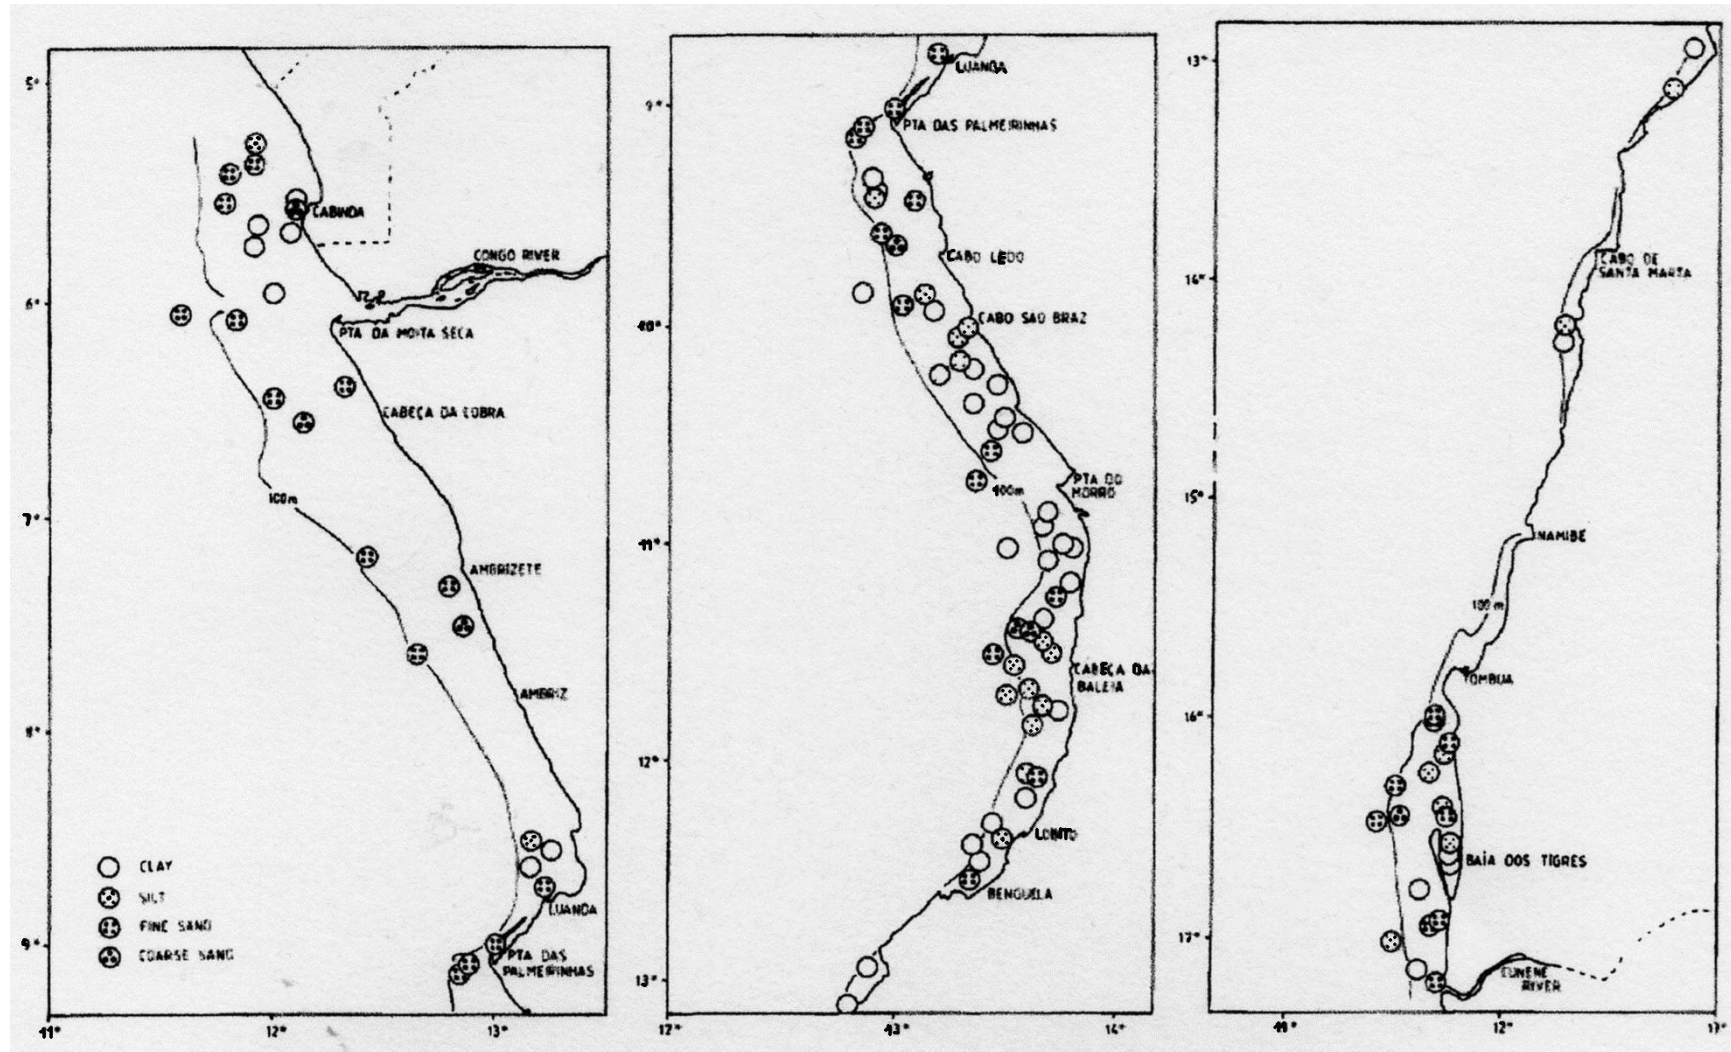 5°
6°
7°
8°
9°
CABINDA
CONGO RIVER
PTA DA MOITA SECA
CABEÇA DA COBRA
100m
AMBRIZETE
AMBRIZ
LUANDA
PTA DAS
PALMEIRINHAS
CLAY
SILT
FINE SAND
COARSE SAND
11°
12°
13°
9°
10°
11°
12°
13°
LUANDA
PTA DAS PALMEIRINHAS
CABO LEDO
CABO SAO BRAZ
PTA DO
MORRO
100m
CABEÇA DA
BALEIA
LOBITO
BENGUELA
12°
13°
14°
13°
16°
15°
16°
17°
CABO DE
SANTA MARTA
NAMIBE
100m
TOMBUA
BAÍA DOS TIGRES
CUNENE
RIVER
11°
12°
13°